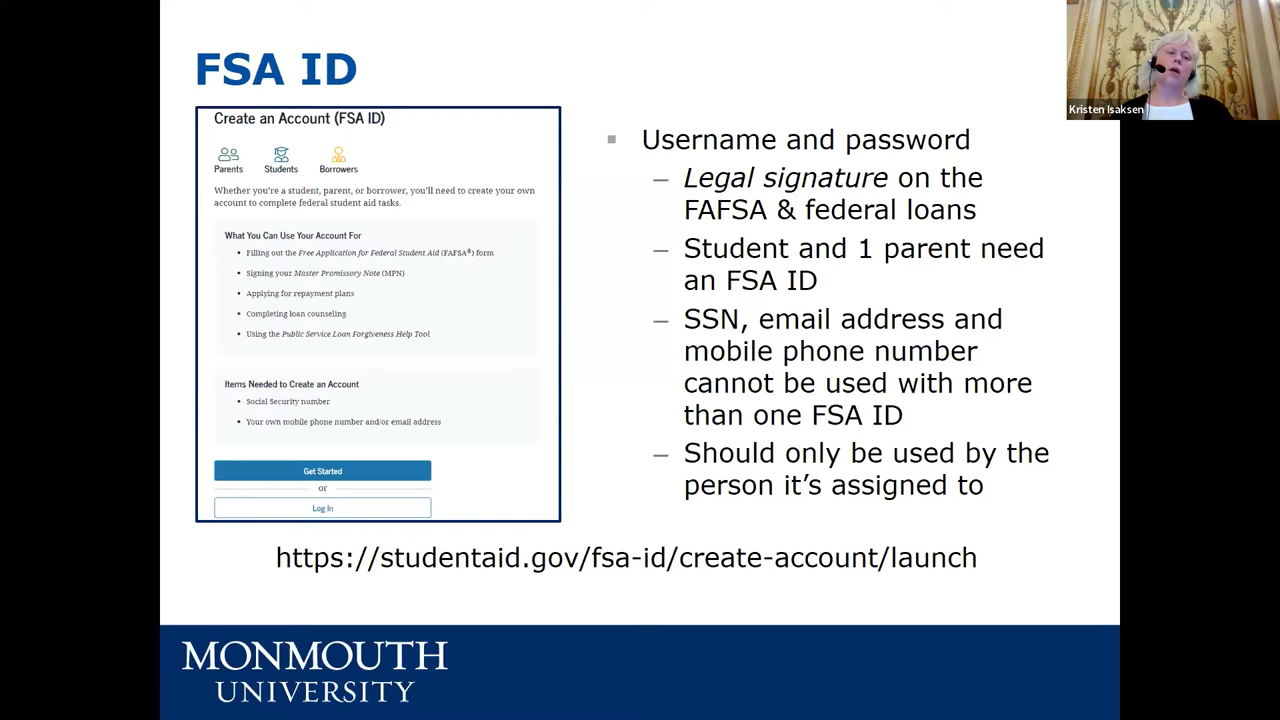 FSA ID
Create an Account (FSA ID)
Parents
Students
Borrowers
Whether you're a student, parent, or borrower, you'll need to create your own
account to complete federal student aid tasks.
What You Can Use Your Account For
• Filling out the Free Application for Federal Student Aid (FAFSA®) form
• Signing your Master Promissory Note (MPN)
• Applying for repayment plans
• Completing loan counseling
• Using the Public Service Loan Forgiveness Help Tool
Items Needed to Create an Account
• Social Security number
• Your own mobile phone number and/or email address
Get Started
or
Log In
▪ Username and password
– Legal signature on the
FAFSA & federal loans
– Student and 1 parent need
an FSA ID
– SSN, email address and
mobile phone number
cannot be used with more
than one FSA ID
– Should only be used by the
person it's assigned to
https://studentaid.gov/fsa-id/create-account/launch
MONMOUTH
UNIVERSITY
Kristen Isaksen